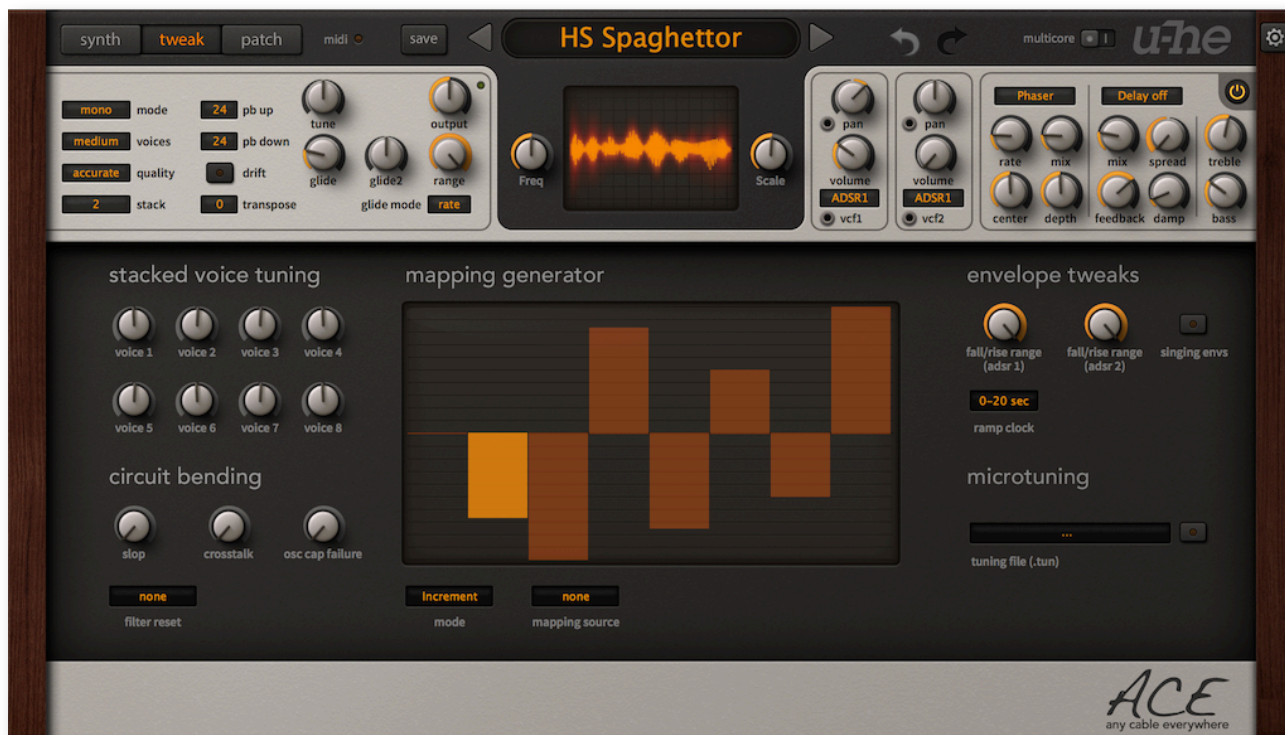 synth tweak patch midi save HS Spaghettor multicore u-he
mono mode 24 pb up tune output
medium voices 24 pb down
accurate quality drift glide glide2 range
2 stack 0 transpose glide mode rate
Freq Scale
pan pan
volume volume
ADSR1 ADSR1
vcf1 vcf2
Phaser Delay off
rate mix mix spread treble
center depth feedback damp bass
stacked voice tuning
voice 1 voice 2 voice 3 voice 4
voice 5 voice 6 voice 7 voice 8
circuit bending
slop crosstalk osc cap failure
none
filter reset
mapping generator
Increment none
mode mapping source
envelope tweaks
fall/rise range fall/rise range singing envs
(adsr 1) (adsr 2)
0-20 sec
ramp clock
microtuning
...
tuning file (.tun)
ACE
any cable everywhere